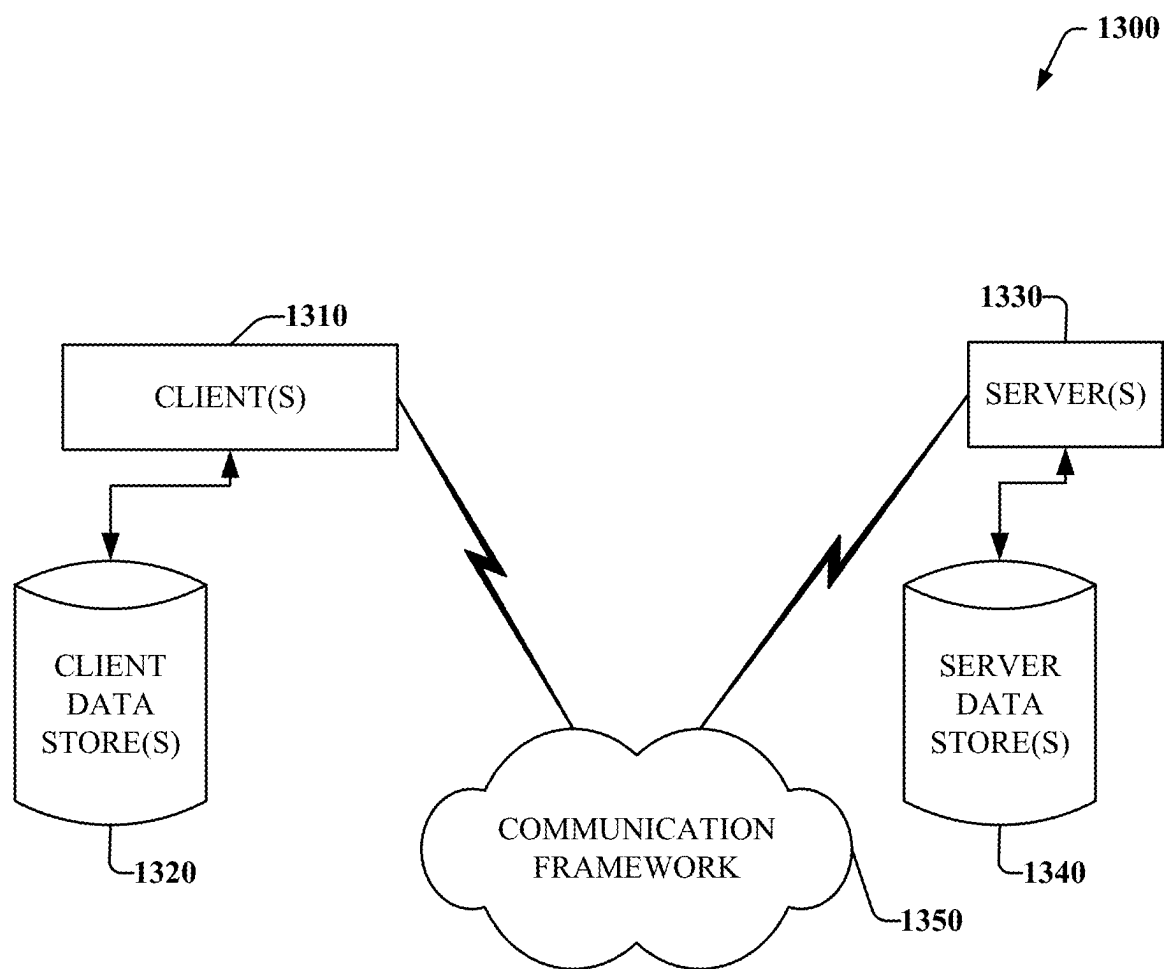 1300
1310
1330
CLIENT(S)
SERVER(S)
CLIENT
DATA
STORE(S)
SERVER
DATA
STORE(S)
COMMUNICATION
FRAMEWORK
1320
1340
1350